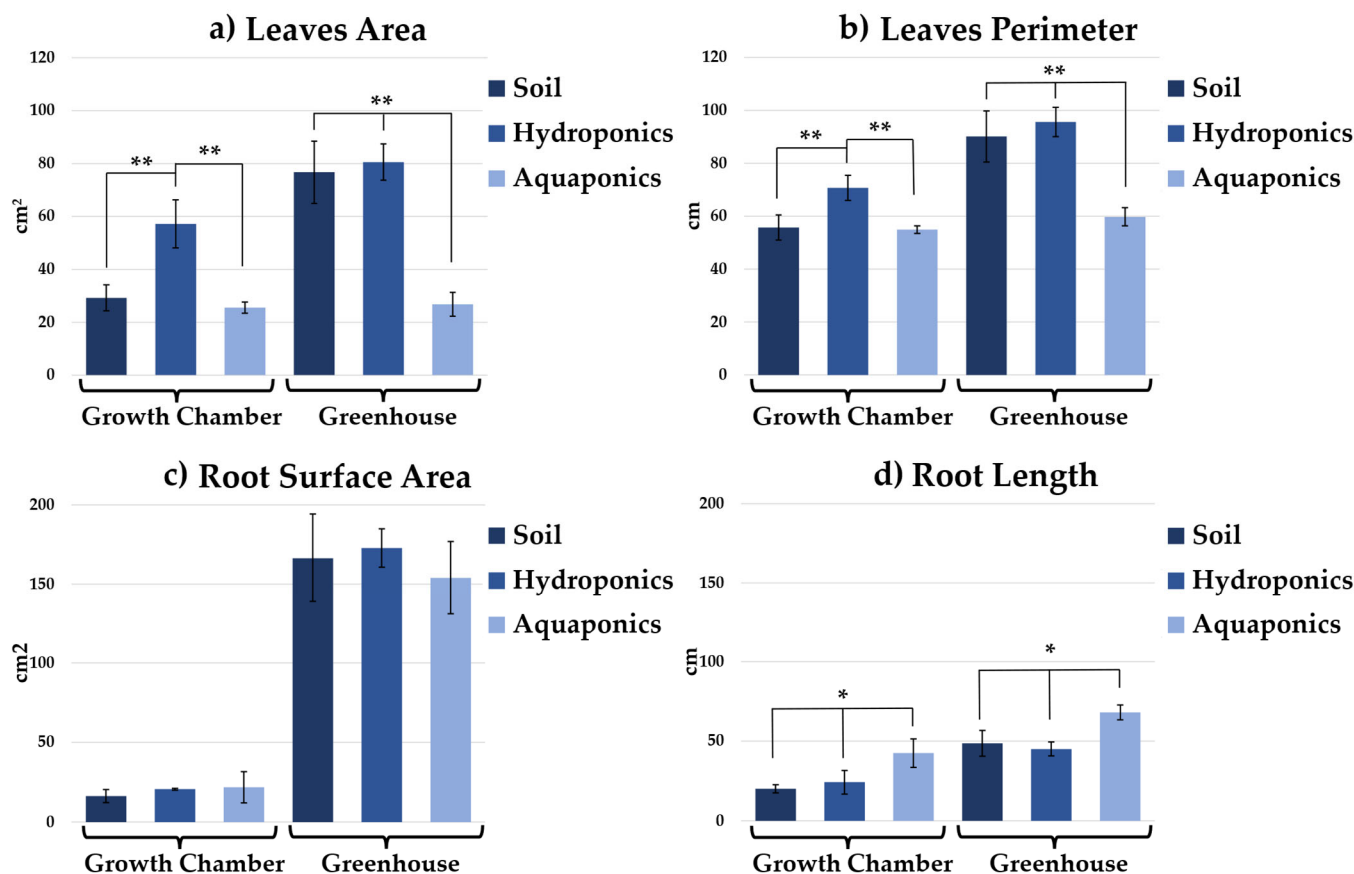 a) Leaves Area
120
100
80
60
40
20
0
cm²
** **
**
Soil
Hydroponics
Aquaponics
Growth Chamber Greenhouse
b) Leaves Perimeter
120
100
80
60
40
20
0
cm
** **
**
Soil
Hydroponics
Aquaponics
Growth Chamber Greenhouse
c) Root Surface Area
200
150
100
50
0
cm2
Soil
Hydroponics
Aquaponics
Growth Chamber Greenhouse
d) Root Length
200
150
100
50
0
cm
*
*
Soil
Hydroponics
Aquaponics
Growth Chamber Greenhouse